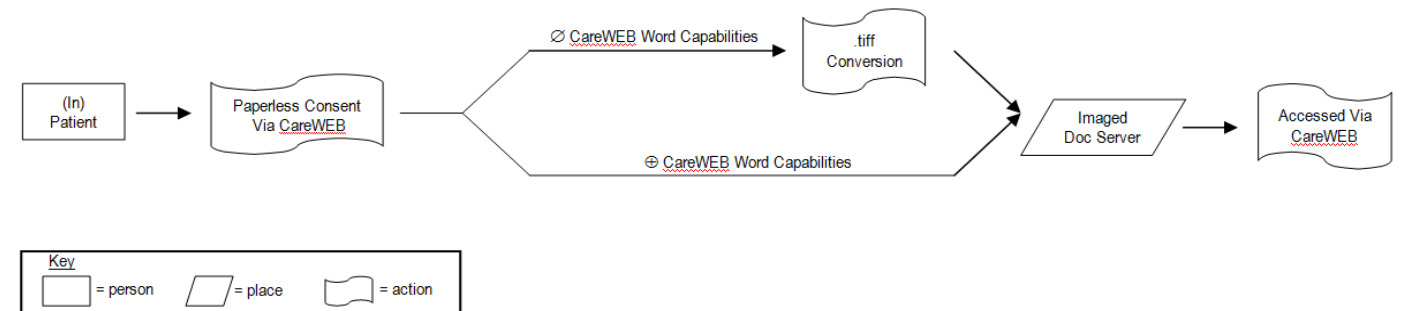 (In)
Patient
Paperless Consent
Via CareWEB
∅ CareWEB Word Capabilities
.tiff
Conversion
⊕ CareWEB Word Capabilities
Imaged
Doc Server
Accessed Via
CareWEB
Key
= person
= place
= action